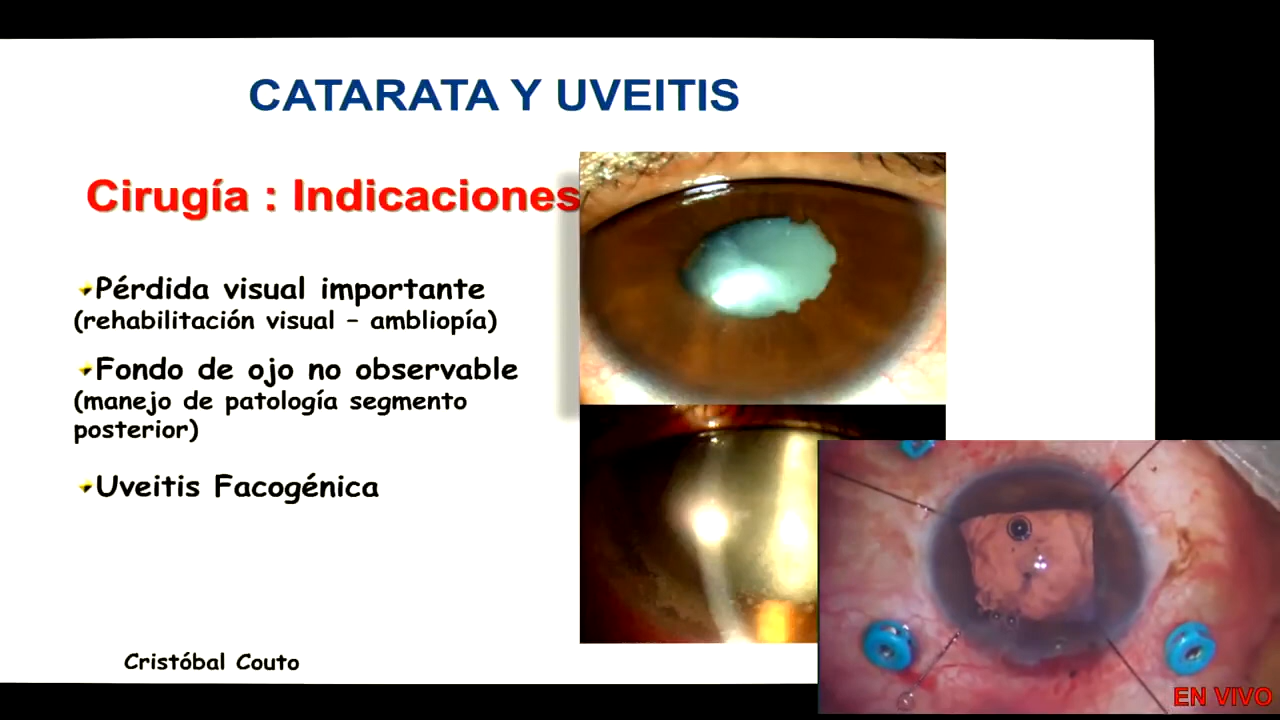 CATARATA Y UVEITIS
Cirugía : Indicaciones
Pérdida visual importante
(rehabilitación visual – ambliopía)
Fondo de ojo no observable
(manejo de patología segmento
posterior)
Uveitis Facogénica
Cristóbal Couto
EN VIVO